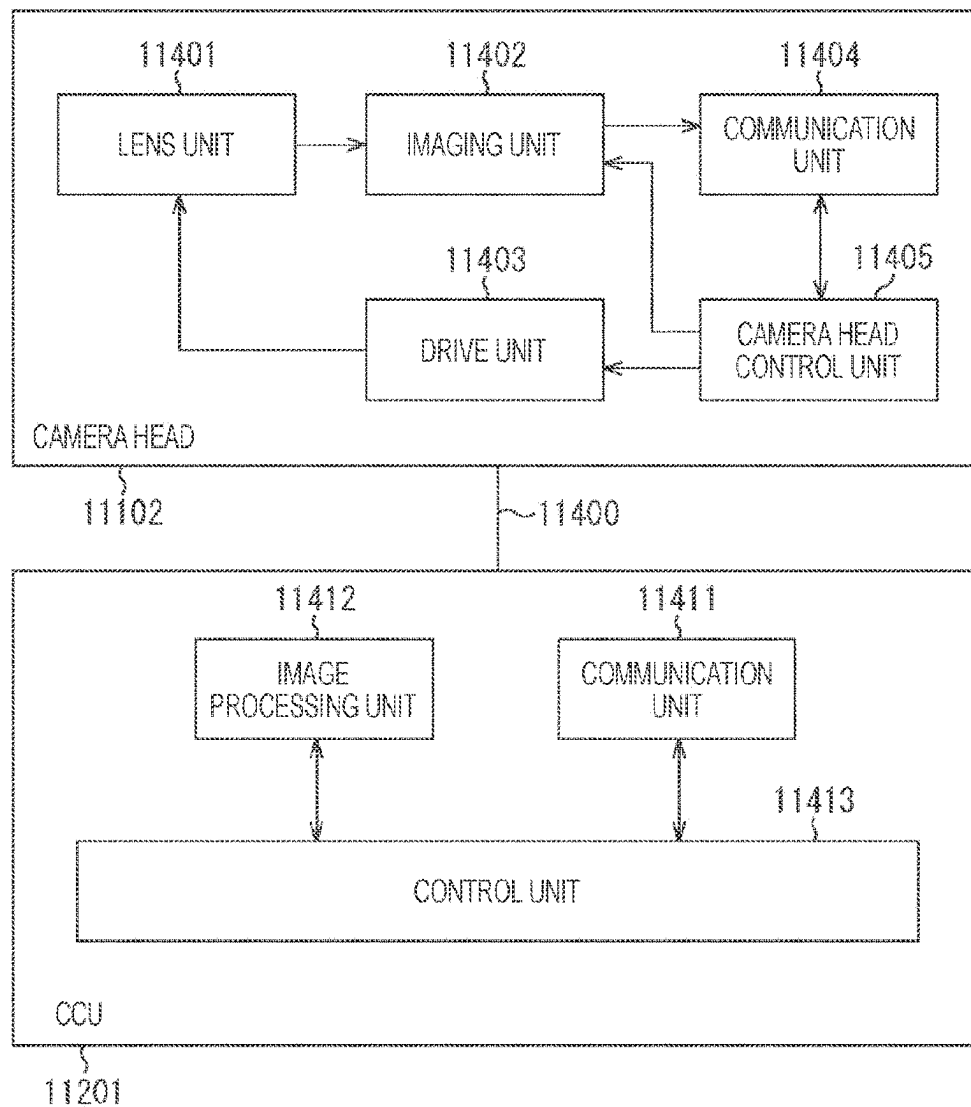 11401
11402
11404
LENS UNIT
IMAGING UNIT
COMMUNICATION
UNIT
11403
11405
DRIVE UNIT
CAMERA HEAD
CONTROL UNIT
CAMERA HEAD
11102
11400
11412
11411
IMAGE
PROCESSING UNIT
COMMUNICATION
UNIT
11413
CONTROL UNIT
CCU
11201